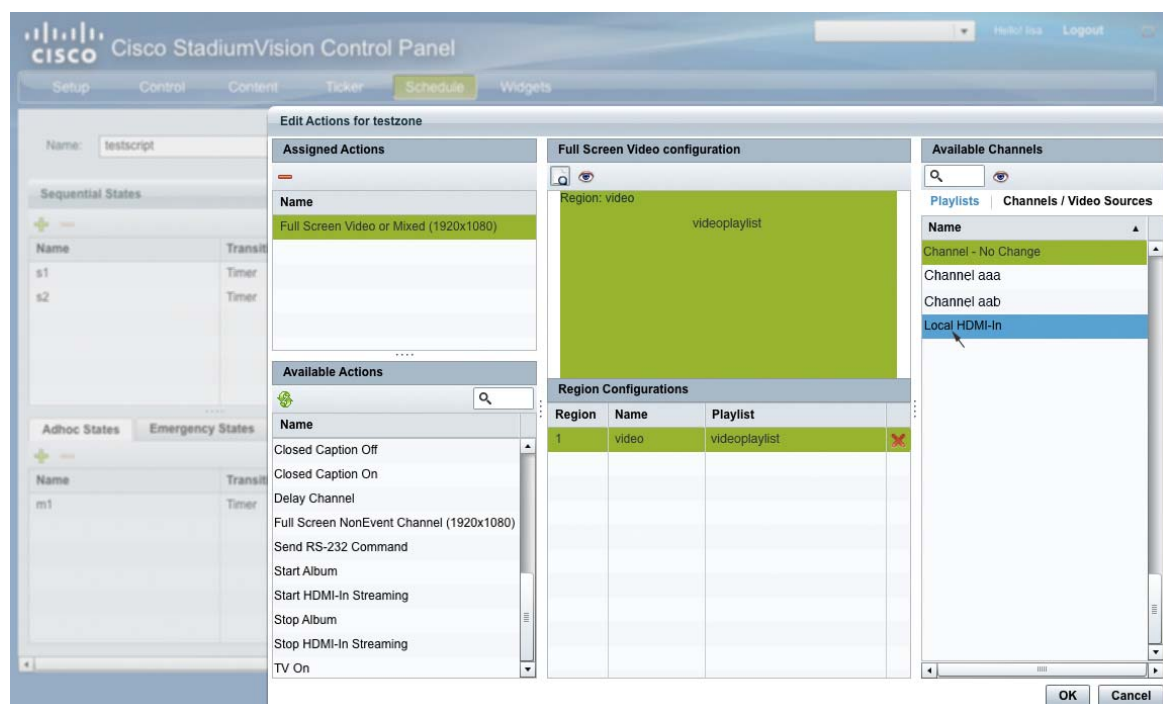 CISCO Cisco StadiumVision Control Panel
Hello! lisa Logout
Setup Control Content Ticker Schedule Widgets
Name: testscript
Sequential States
Name Transiti
s1 Timer
s2 Timer
Adhoc States Emergency States
Name Transiti
m1 Timer
Edit Actions for testzone
Assigned Actions
Name
Full Screen Video or Mixed (1920x1080)
Available Actions
Name
Closed Caption Off
Closed Caption On
Delay Channel
Full Screen NonEvent Channel (1920x1080)
Send RS-232 Command
Start Album
Start HDMI-In Streaming
Stop Album
Stop HDMI-In Streaming
TV On
Full Screen Video configuration
Region: video
videoplaylist
Region Configurations
Region Name Playlist
1 video videoplaylist
Available Channels
Playlists Channels / Video Sources
Name
Channel - No Change
Channel aaa
Channel aab
Local HDMI-In
OK Cancel